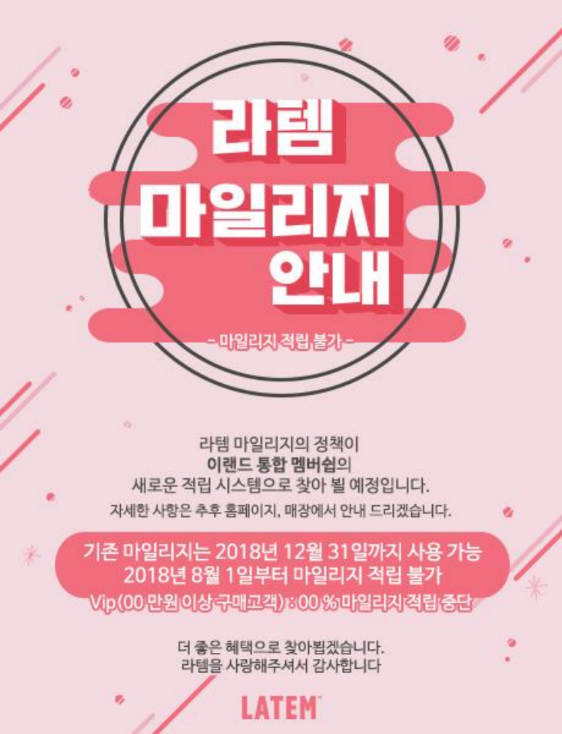 라템
마일리지
안내
- 마일리지 적립 불가 -
라템 마일리지의 정책이
이랜드 통합 멤버쉽의
새로운 적립 시스템으로 찾아 뵐 예정입니다.
자세한 사항은 추후 홈페이지, 매장에서 안내 드리겠습니다.
기존 마일리지는 2018년 12월 31일까지 사용 가능
2018년 8월 1일부터 마일리지 적립 불가
Vip(00 만원 이상 구매고객) : 00 % 마일리지 적립 중단
더 좋은 혜택으로 찾아뵙겠습니다.
라템을 사랑해주셔서 감사합니다
LATEM